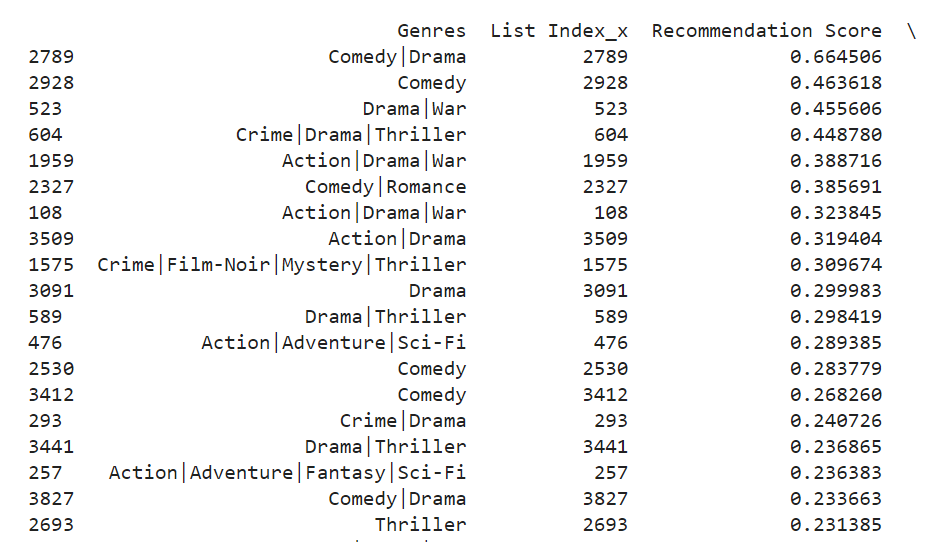 Genres List Index_x Recommendation Score \
2789 Comedy|Drama 2789 0.664506
2928 Comedy 2928 0.463618
523 Drama|War 523 0.455606
604 Crime|Drama|Thriller 604 0.448780
1959 Action|Drama|War 1959 0.388716
2327 Comedy|Romance 2327 0.385691
108 Action|Drama|War 108 0.323845
3509 Action|Drama 3509 0.319404
1575 Crime|Film-Noir|Mystery|Thriller 1575 0.309674
3091 Drama 3091 0.299983
589 Drama|Thriller 589 0.298419
476 Action|Adventure|Sci-Fi 476 0.289385
2530 Comedy 2530 0.283779
3412 Comedy 3412 0.268260
293 Crime|Drama 293 0.240726
3441 Drama|Thriller 3441 0.236865
257 Action|Adventure|Fantasy|Sci-Fi 257 0.236383
3827 Comedy|Drama 3827 0.233663
2693 Thriller 2693 0.231385